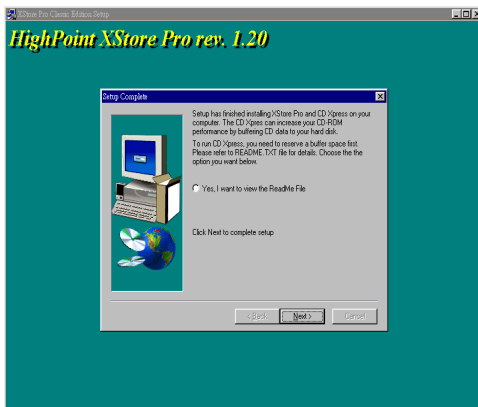 XStore Pro Classic Edition Setup
HighPoint XStore Pro rev. 1.20
Setup Complete
Setup has finished installing XStore Pro and CD Xpress on your
computer. The CD Xpres can increase your CD-ROM
performance by buffering CD data to your hard disk.
To run CD Xpress, you need to reserve a buffer space first.
Please refer to README.TXT file for details. Choose the the
option you want below.
Yes, I want to view the ReadMe File
Click Next to complete setup
< Back
Next >
Cancel